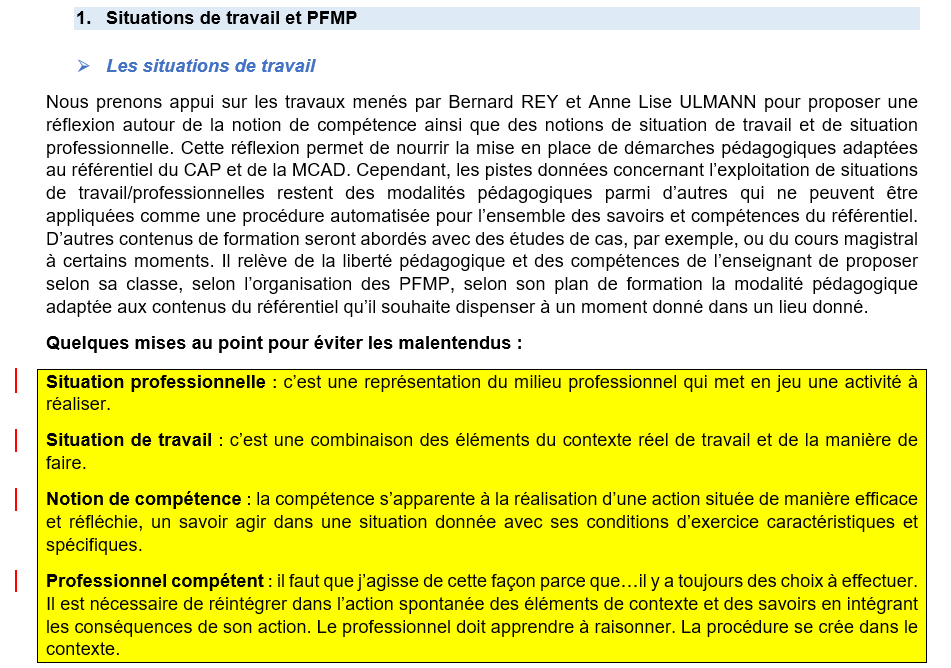 1. Situations de travail et PFMP
➢ Les situations de travail
Nous prenons appui sur les travaux menés par Bernard REY et Anne Lise ULMANN pour proposer une
réflexion autour de la notion de compétence ainsi que des notions de situation de travail et de situation
professionnelle. Cette réflexion permet de nourrir la mise en place de démarches pédagogiques adaptées
au référentiel du CAP et de la MCAD. Cependant, les pistes données concernant l’exploitation de situations
de travail/professionnelles restent des modalités pédagogiques parmi d’autres qui ne peuvent être
appliquées comme une procédure automatisée pour l’ensemble des savoirs et compétences du référentiel.
D’autres contenus de formation seront abordés avec des études de cas, par exemple, ou du cours magistral
à certains moments. Il relève de la liberté pédagogique et des compétences de l’enseignant de proposer
selon sa classe, selon l’organisation des PFMP, selon son plan de formation la modalité pédagogique
adaptée aux contenus du référentiel qu’il souhaite dispenser à un moment donné dans un lieu donné.
Quelques mises au point pour éviter les malentendus :
Situation professionnelle : c’est une représentation du milieu professionnel qui met en jeu une activité à
réaliser.
Situation de travail : c’est une combinaison des éléments du contexte réel de travail et de la manière de
faire.
Notion de compétence : la compétence s’apparente à la réalisation d’une action située de manière efficace
et réfléchie, un savoir agir dans une situation donnée avec ses conditions d’exercice caractéristiques et
spécifiques.
Professionnel compétent : il faut que j’agisse de cette façon parce que…il y a toujours des choix à effectuer.
Il est nécessaire de réintégrer dans l’action spontanée des éléments de contexte et des savoirs en intégrant
les conséquences de son action. Le professionnel doit apprendre à raisonner. La procédure se crée dans le
contexte.